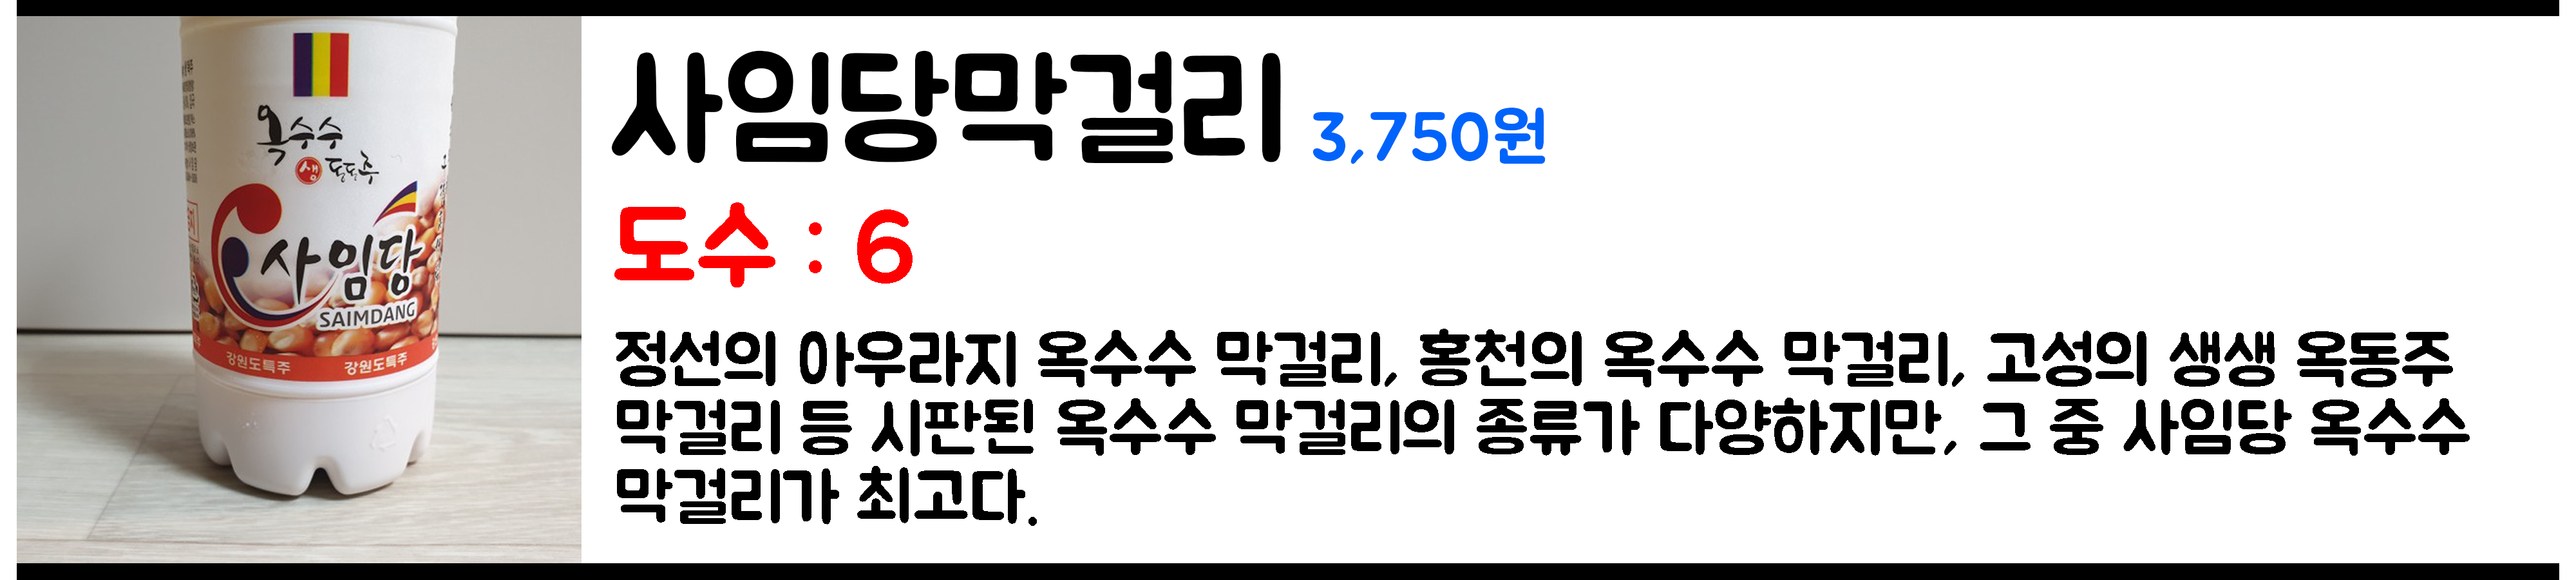 사임당막걸리 3,750원
도수 : 6
정선의 아우라지 옥수수 막걸리, 홍천의 옥수수 막걸리, 고성의 생생 옥동주
막걸리 등 시판된 옥수수 막걸리의 종류가 다양하지만, 그 중 사임당 옥수수
막걸리가 최고다.
옥수수
생 동동주
사임당
SAIMDANG
강원도특주 강원도특주